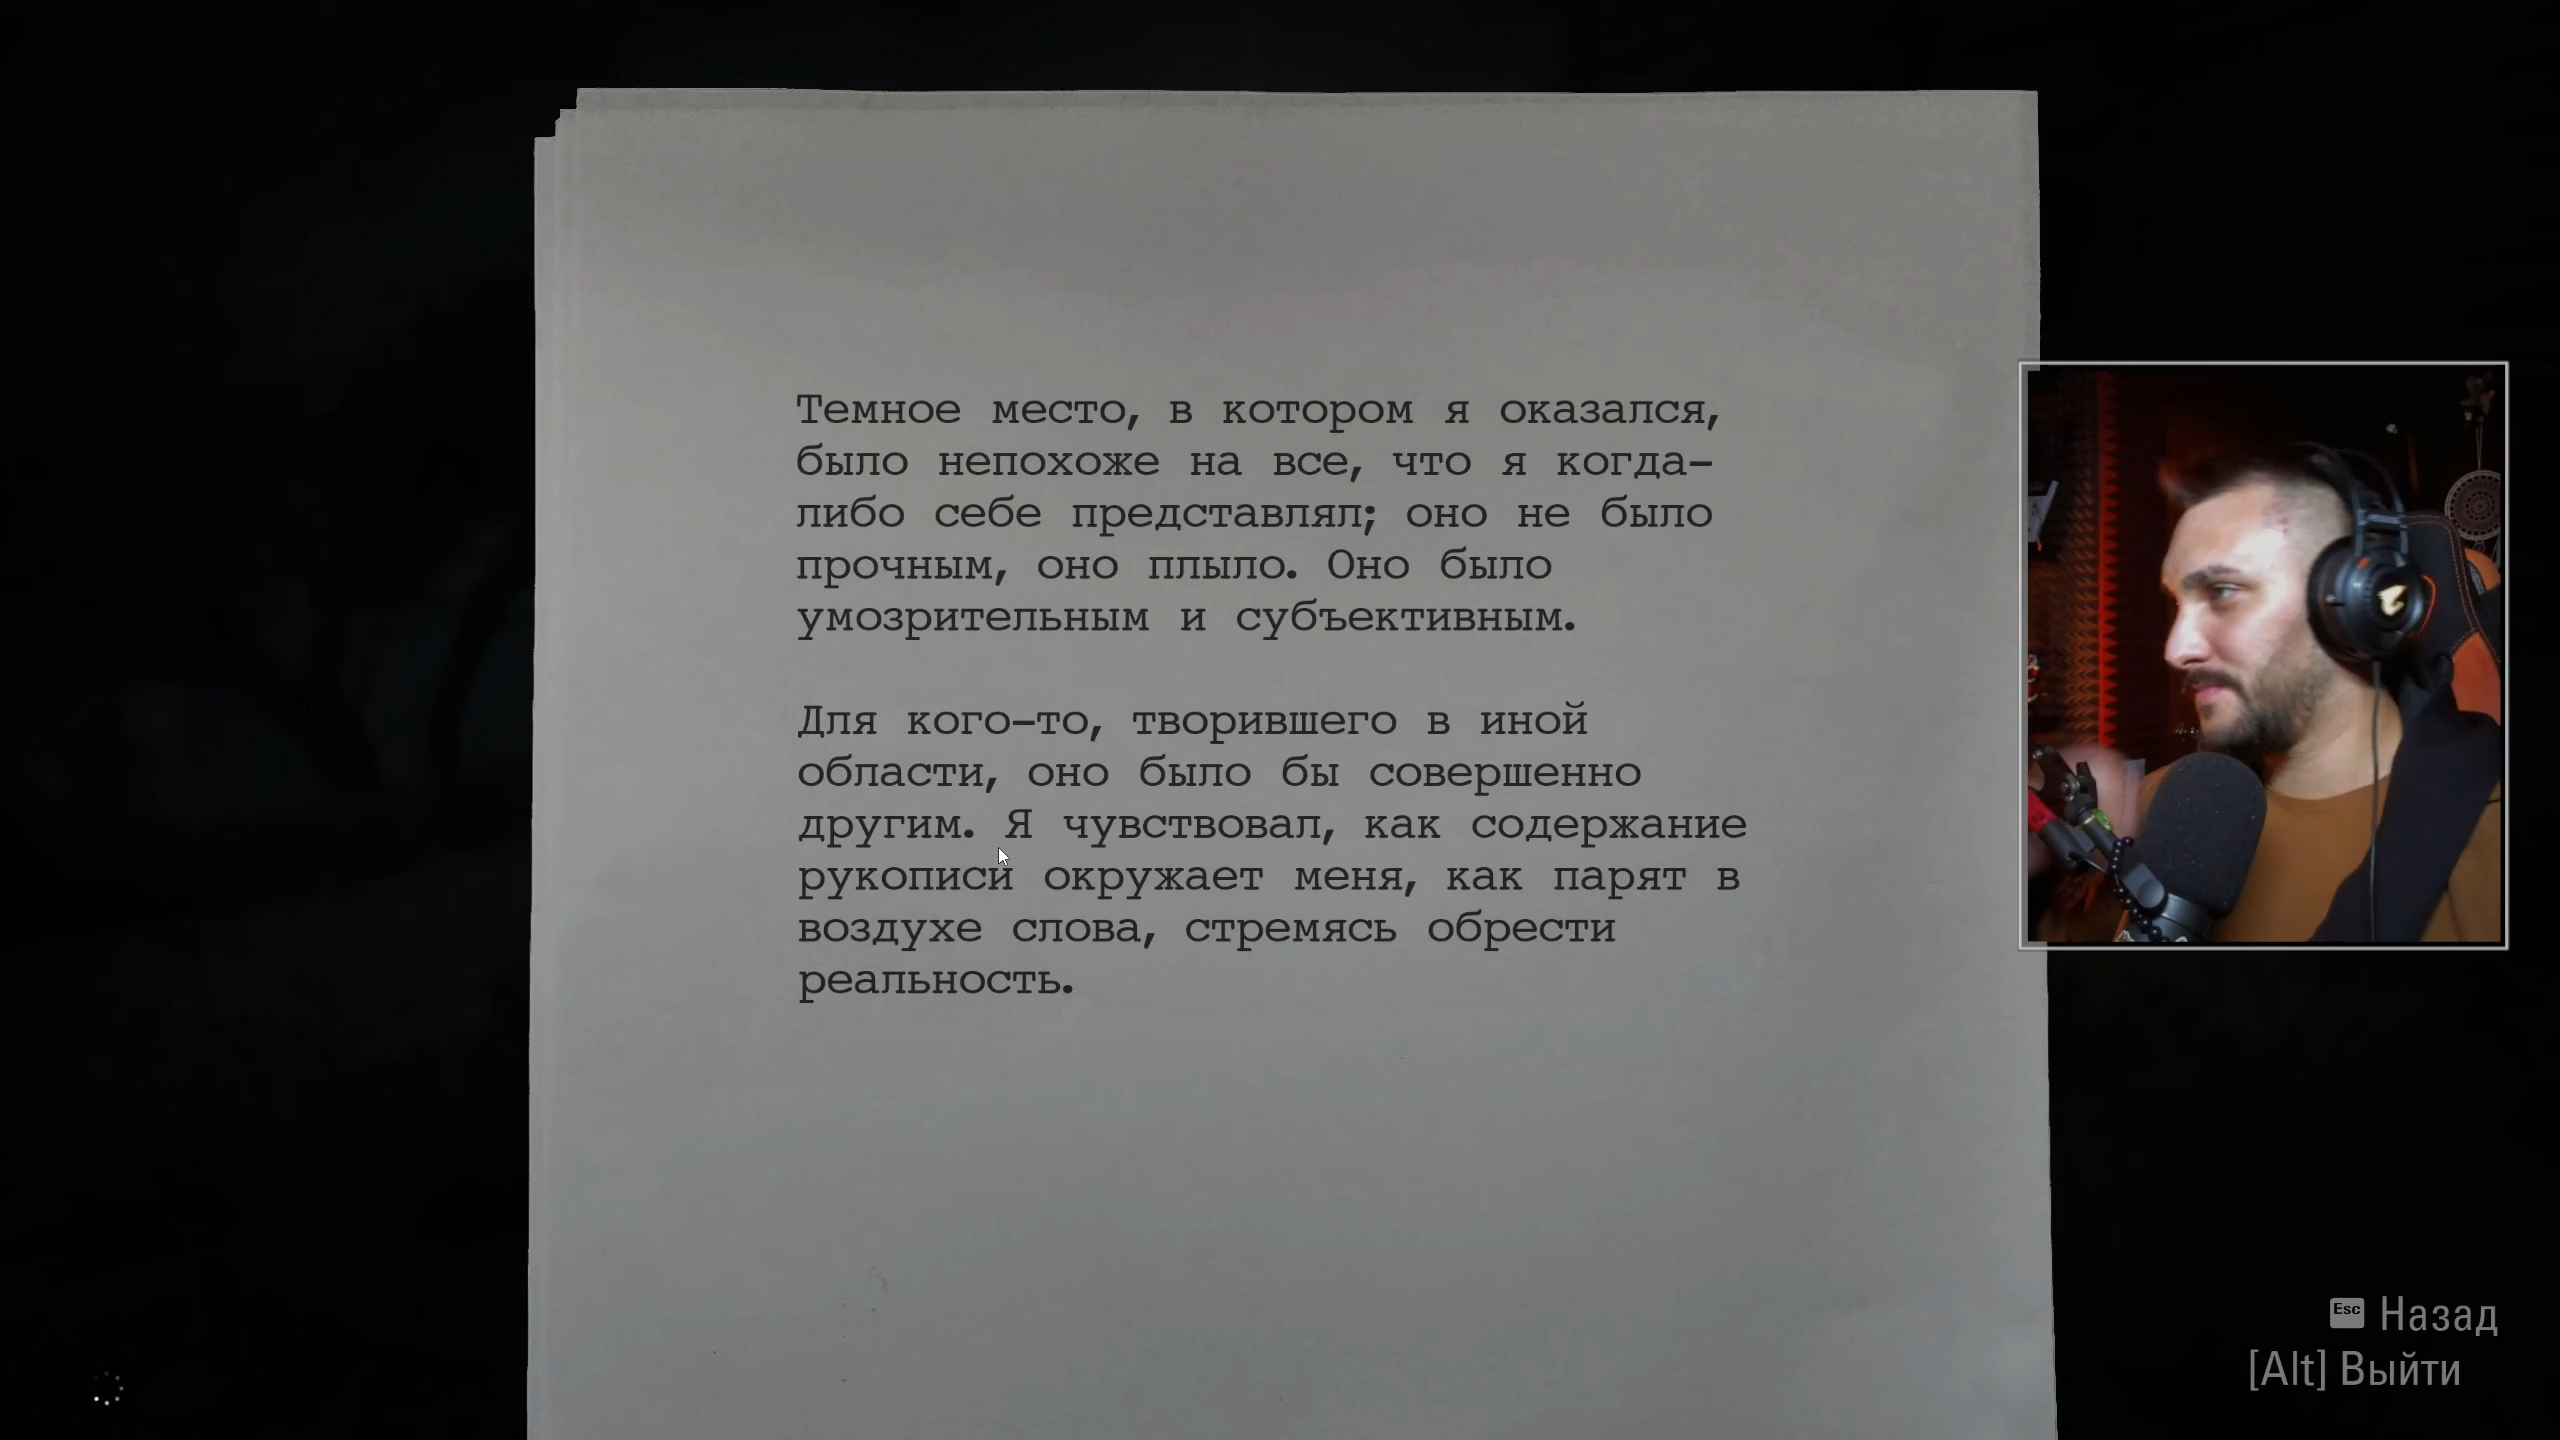 Темное место, в котором я оказался,
было непохоже на все, что я когда-
либо себе представлял; оно не было
прочным, оно плыло. Оно было
умозрительным и субъективным.
Для кого-то, творившего в иной
области, оно было бы совершенно
другим. Я чувствовал, как содержание
рукописи окружает меня, как парят в
воздухе слова, стремясь обрести
реальность.
Esc Назад
[Alt] Выйти